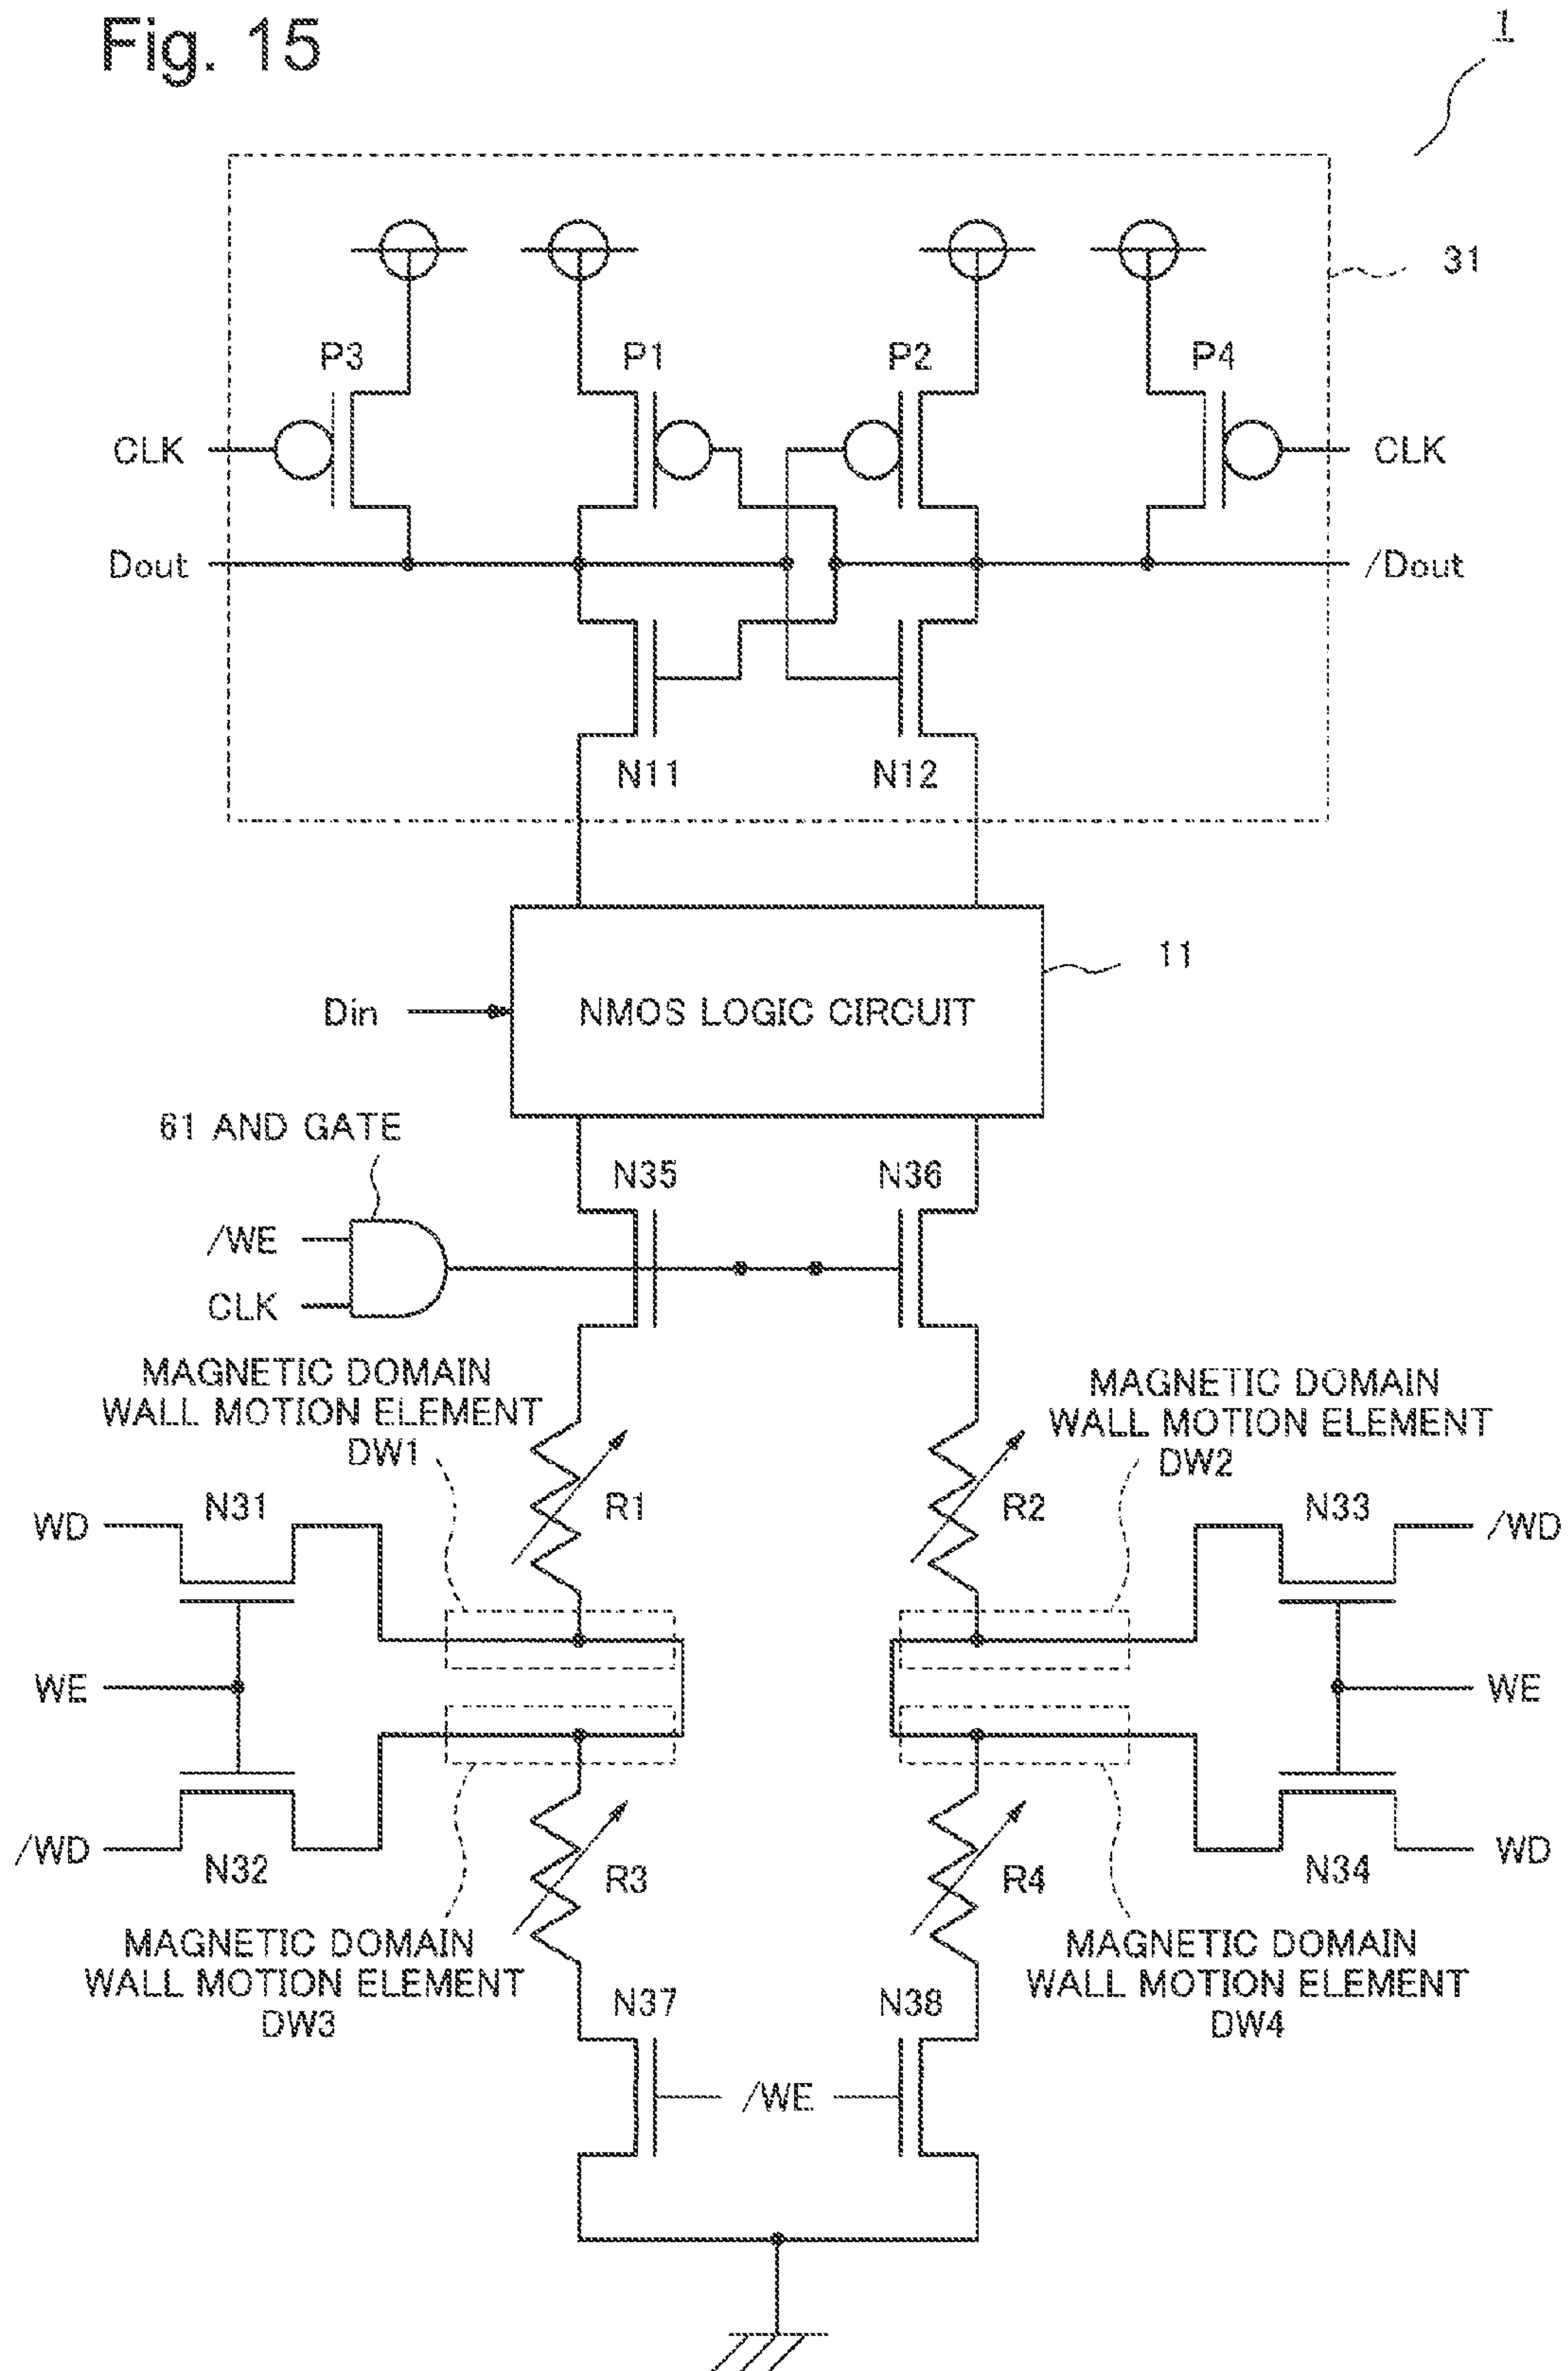 Fig. 15
1
31
P3
P1
P2
P4
CLK
CLK
Dout
/Dout
N11
N12
11
Din
NMOS LOGIC CIRCUIT
61 AND GATE
N35
N36
/WE
CLK
MAGNETIC DOMAIN
WALL MOTION ELEMENT
DW1
MAGNETIC DOMAIN
WALL MOTION ELEMENT
DW2
N31
R1
R2
N33
WD
/WD
WE
WE
/WD
N32
R3
R4
N34
WD
MAGNETIC DOMAIN
WALL MOTION ELEMENT
DW3
MAGNETIC DOMAIN
WALL MOTION ELEMENT
DW4
N37
N38
/WE